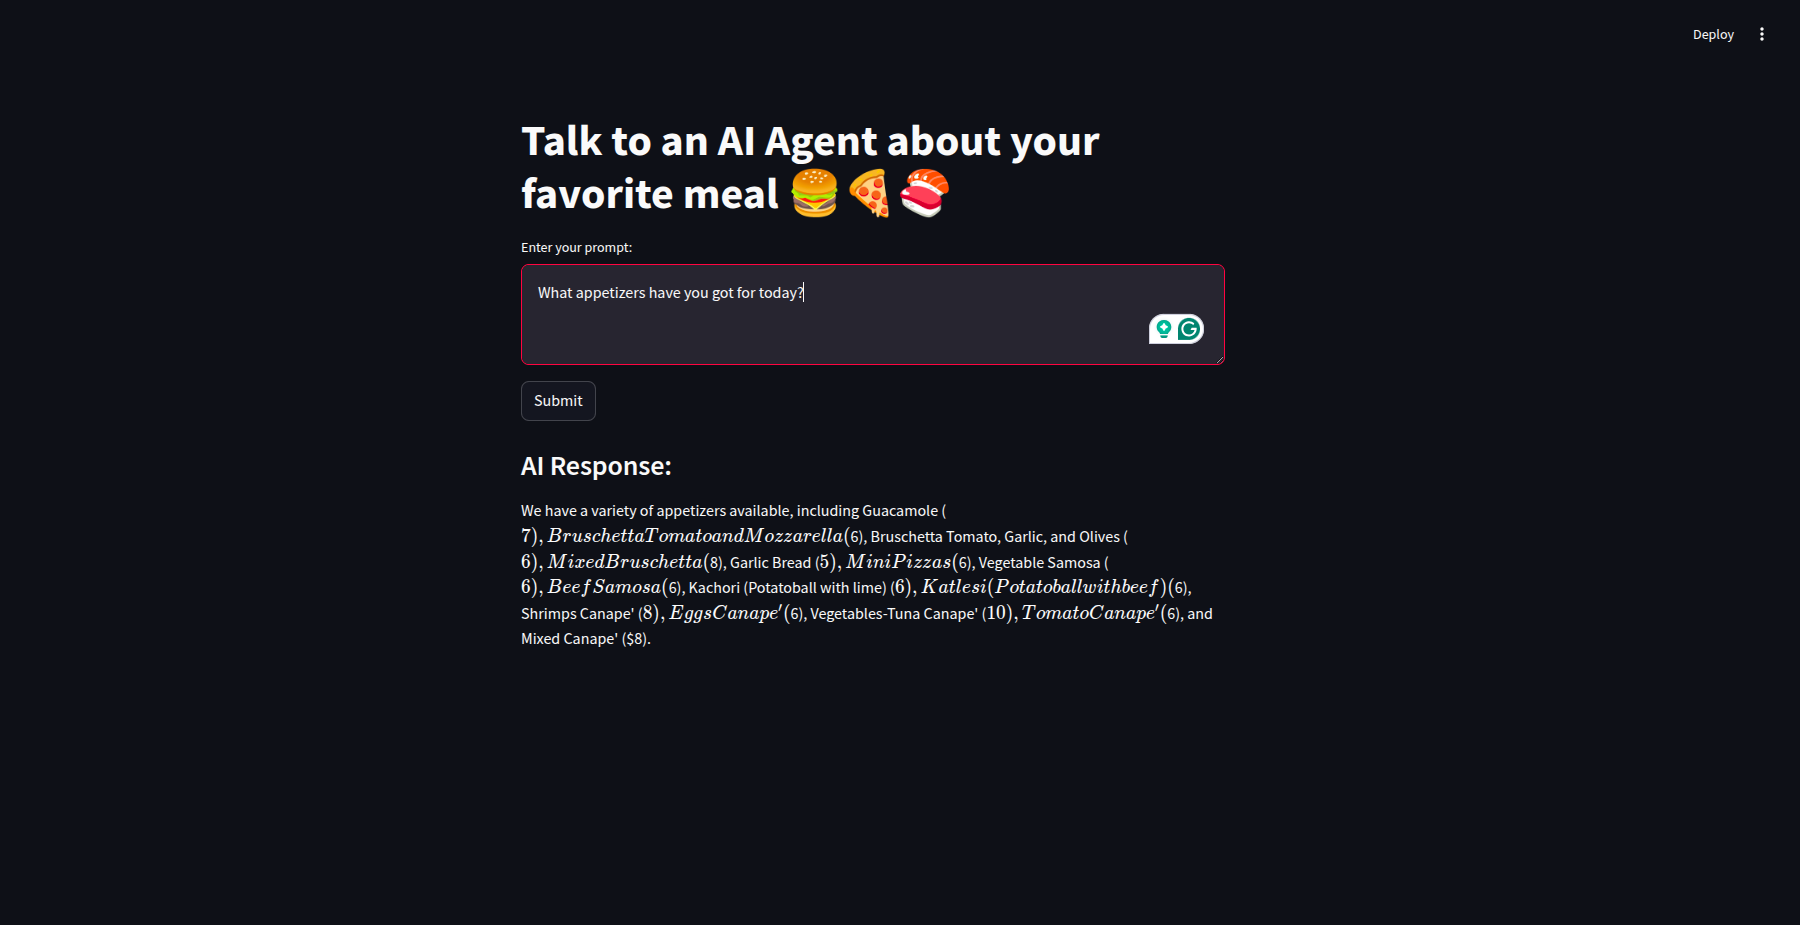 Deploy
Talk to an AI Agent about your
favorite meal 🍔🍕🍣
Enter your prompt:
What appetizers have you got for today?
Submit
AI Response:
We have a variety of appetizers available, including Guacamole (
7), BruschettaTomatoandMozzarella(6), Bruschetta Tomato, Garlic, and Olives (
6), MixedBruschetta(8), Garlic Bread (5), MiniPizzas(6), Vegetable Samosa (
6), BeefSamosa(6), Kachori (Potatoball with lime) (6), Katlesi(Potatoballwithbeef)(6),
Shrimps Canape' (8), EggsCanape′(6), Vegetables-Tuna Canape' (10), TomatoCanape′(6), and
Mixed Canape' ($8).